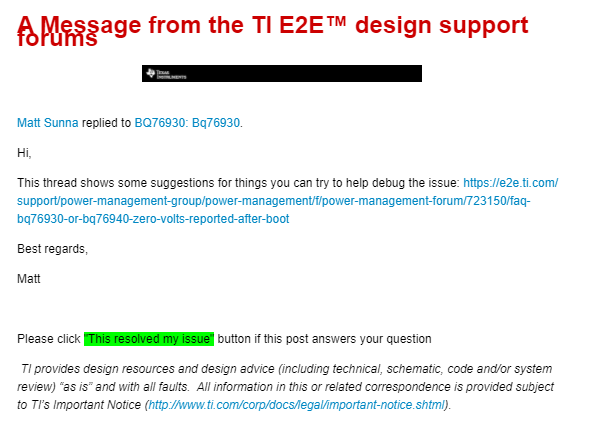 A Message from the TI E2E™ design support
forums
TEXAS
INSTRUMENTS
Matt Sunna replied to BQ76930: Bq76930.
Hi,
This thread shows some suggestions for things you can try to help debug the issue: https://e2e.ti.com/
support/power-management-group/power-management/f/power-management-forum/723150/faq-
bq76930-or-bq76940-zero-volts-reported-after-boot
Best regards,
Matt
Please click "This resolved my issue" button if this post answers your question
TI provides design resources and design advice (including technical, schematic, code and/or system
review) “as is” and with all faults.  All information in this or related correspondence is provided subject
to TI’s Important Notice (http://www.ti.com/corp/docs/legal/important-notice.shtml).